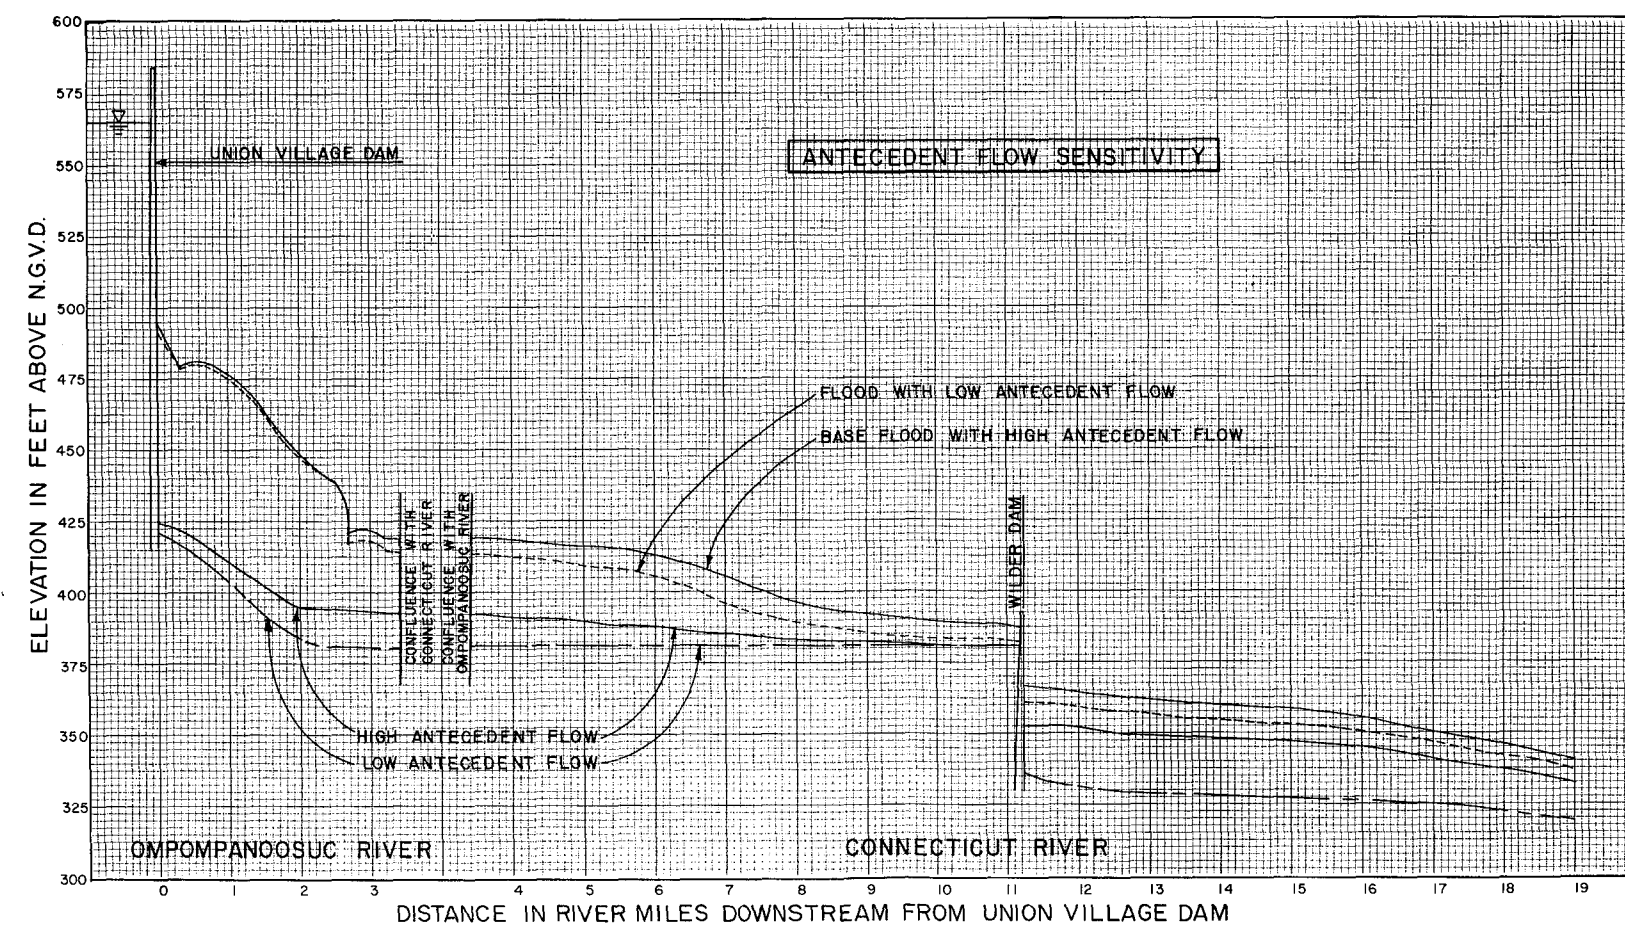 600
575
550
525
500
475
450
425
400
375
350
325
300
ELEVATION IN FEET ABOVE N.G.V.D.
UNION VILLAGE DAM
ANTECEDENT FLOW SENSITIVITY
FLOOD WITH LOW ANTECEDENT FLOW
BASE FLOOD WITH HIGH ANTECEDENT FLOW
CONFLUENCE WITH
CONNECTICUT RIVER
CONFLUENCE WITH
OMPOMPANOOSUC RIVER
WILDER DAM
HIGH ANTECEDENT FLOW
LOW ANTECEDENT FLOW
OMPOMPANOOSUC RIVER
CONNECTICUT RIVER
0 1 2 3 4 5 6 7 8 9 10 11 12 13 14 15 16 17 18 19
DISTANCE IN RIVER MILES DOWNSTREAM FROM UNION VILLAGE DAM